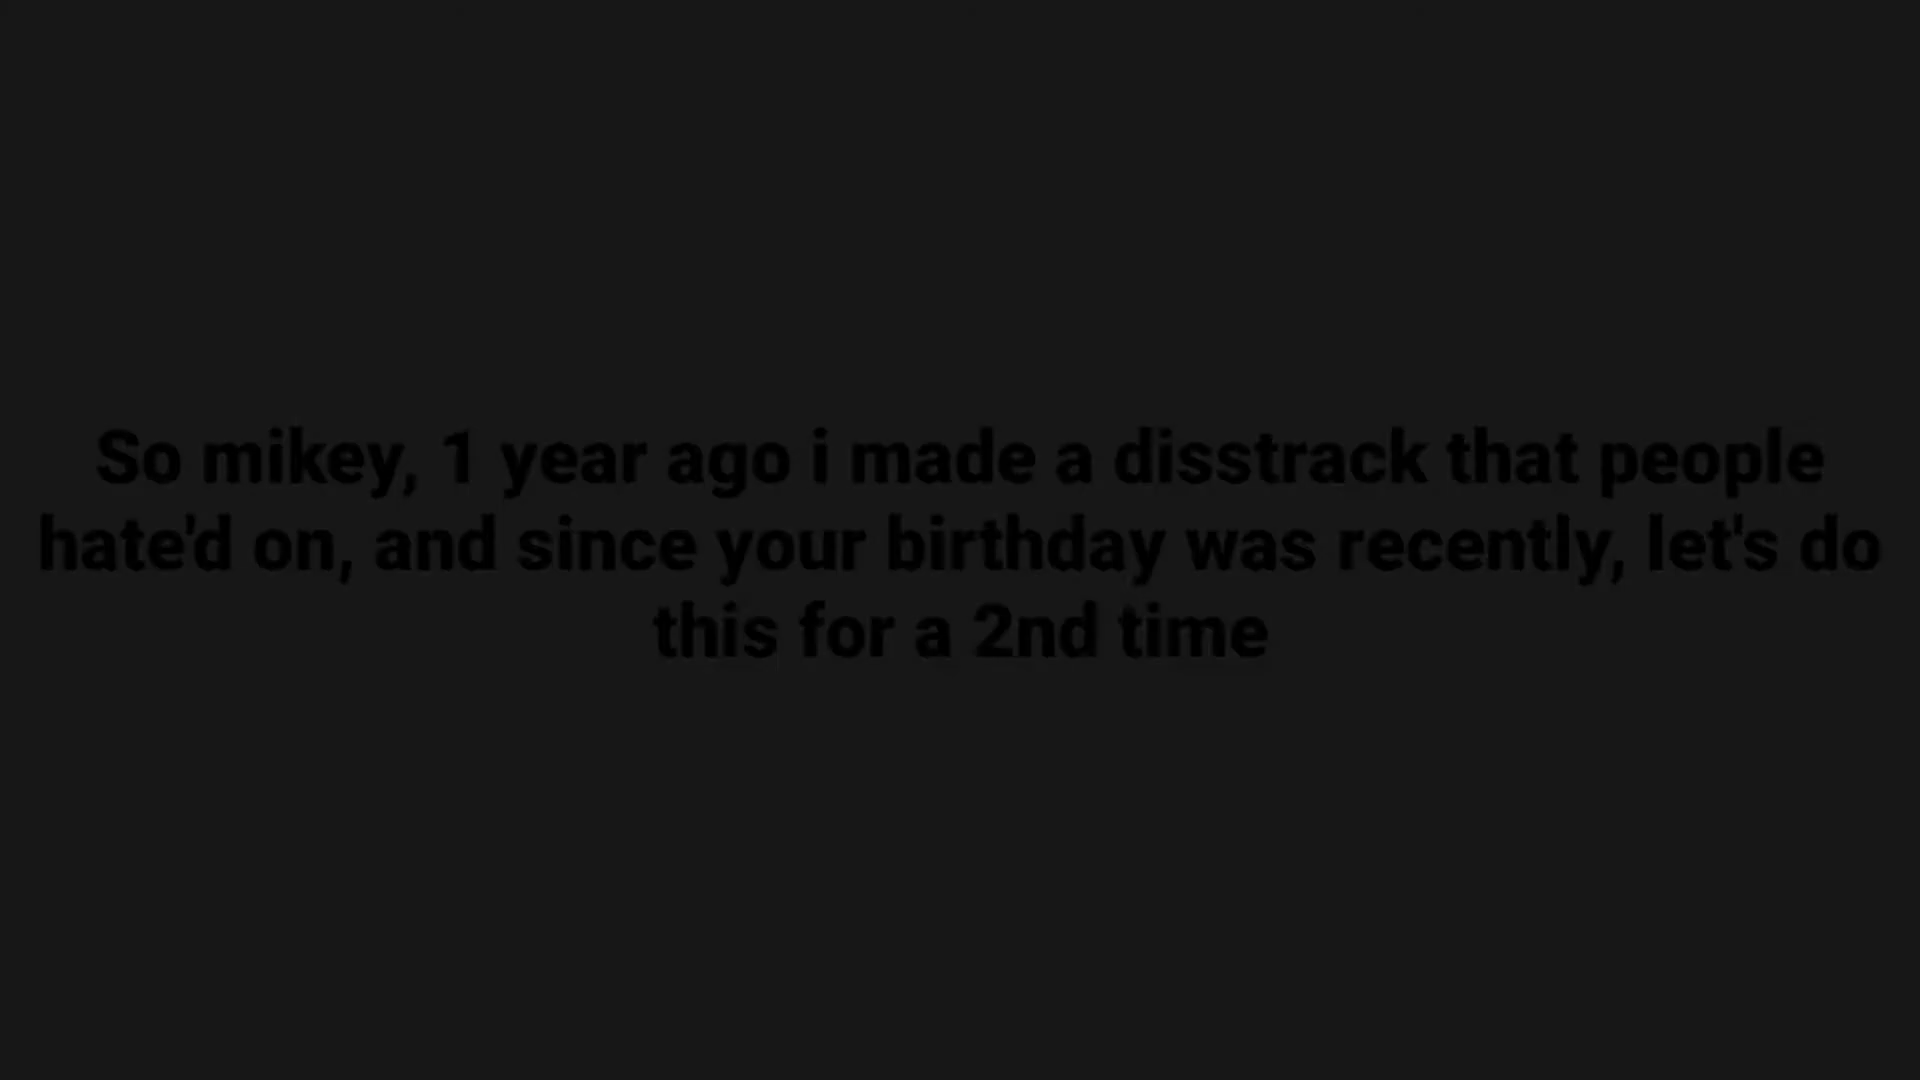 So mikey, 1 year ago i made a disstrack that people
hate'd on, and since your birthday was recently, let's do
this for a 2nd time